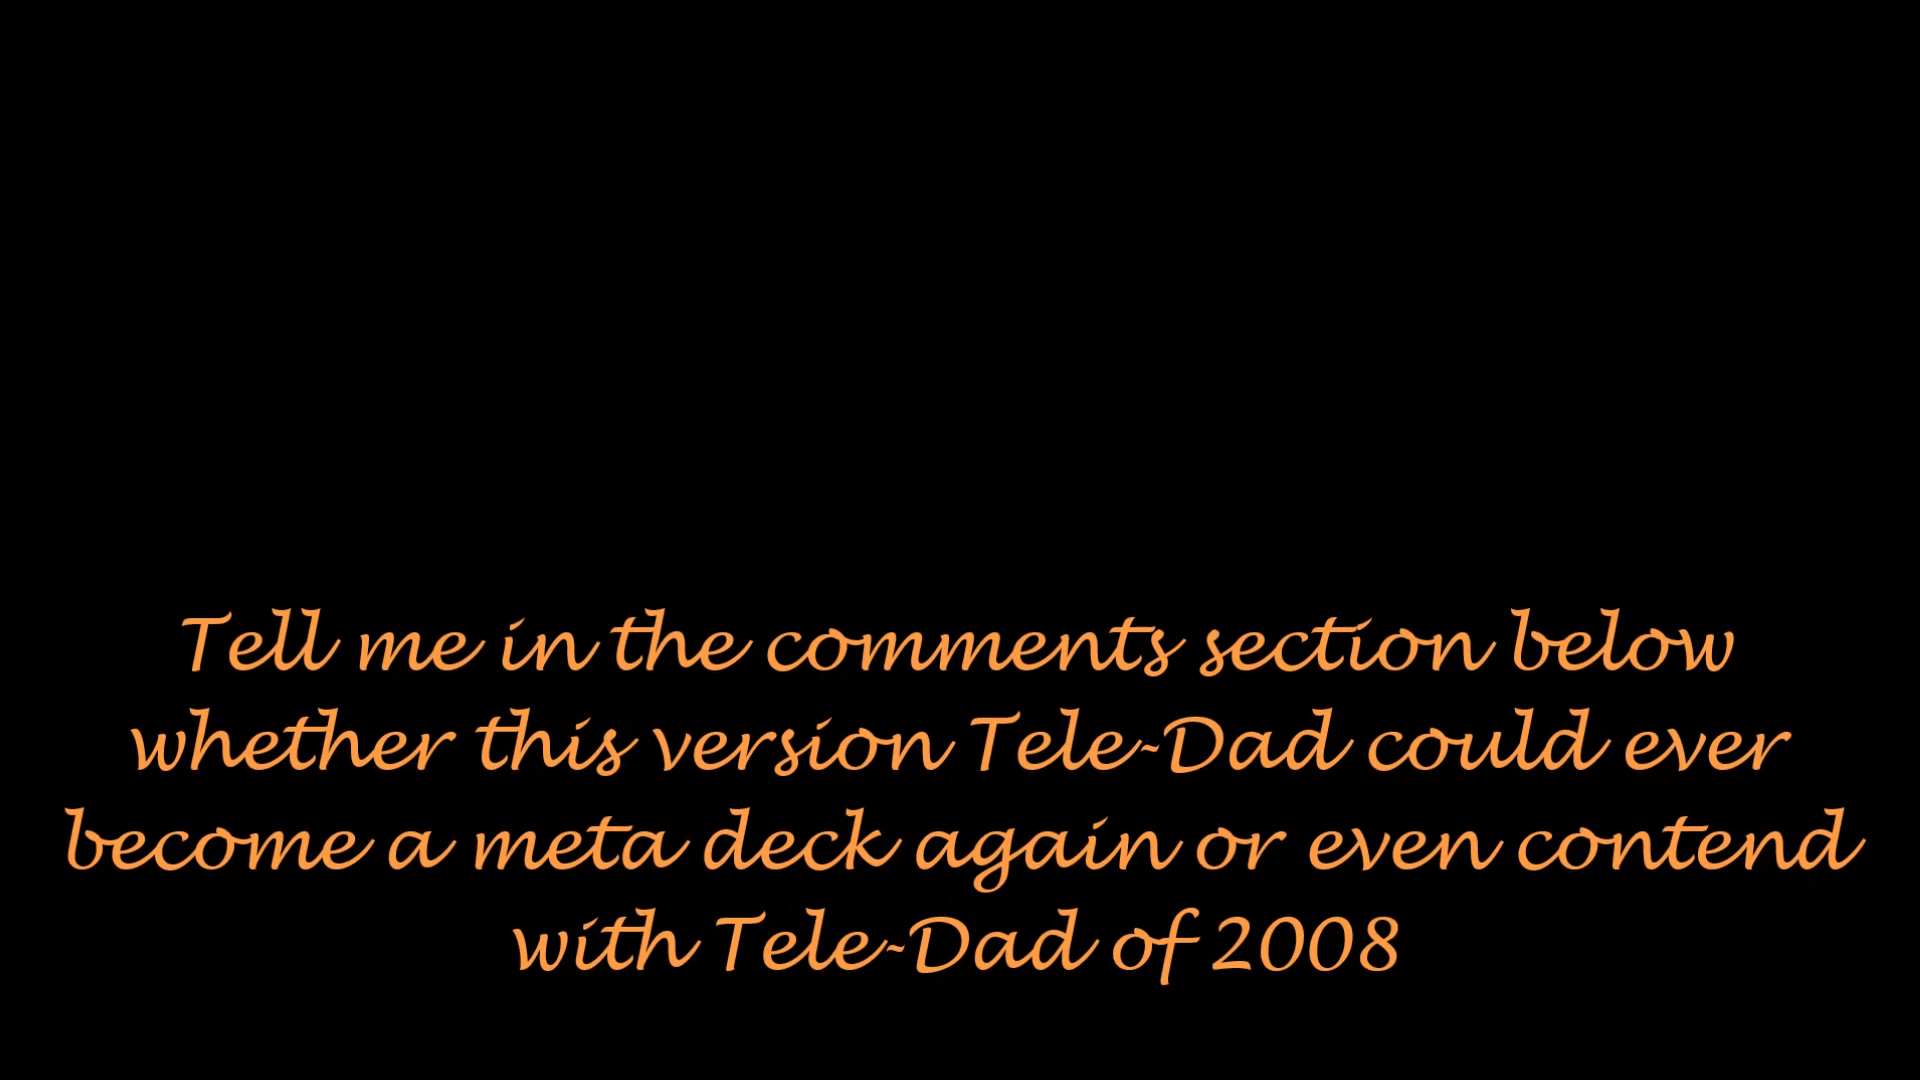 Tell me in the comments section below
whether this version Tele-Dad could ever
become a meta deck again or even contend
with Tele-Dad of 2008